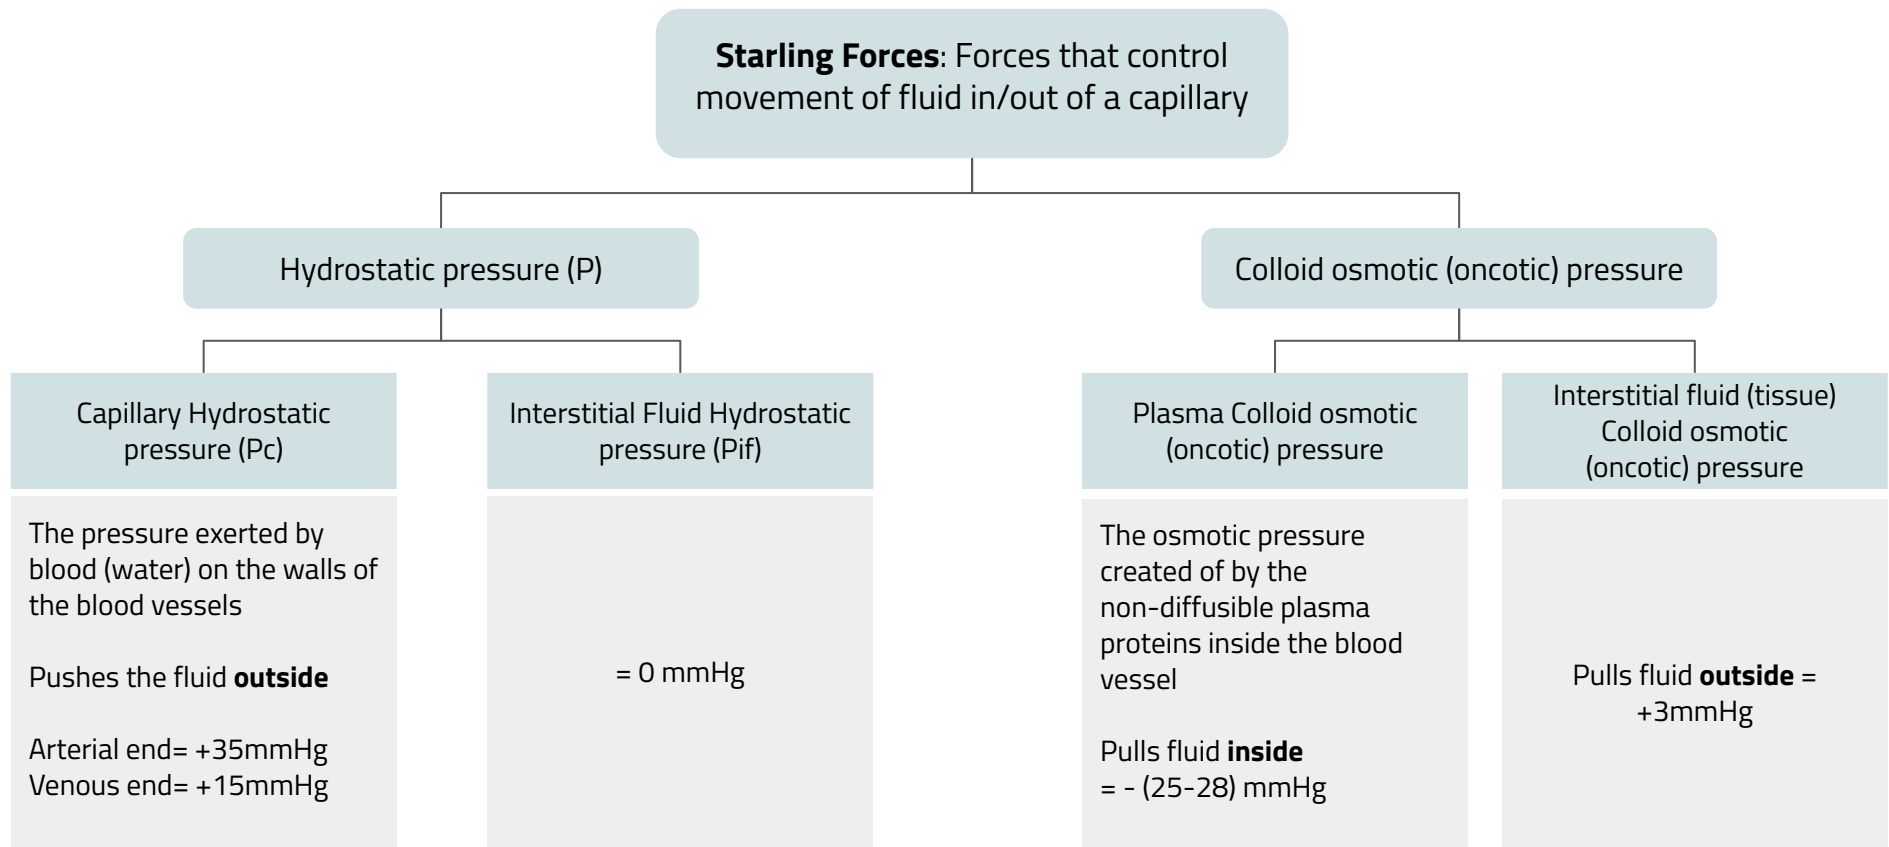 Starling Forces: Forces that control
movement of fluid in/out of a capillary
Hydrostatic pressure (P)
Colloid osmotic (oncotic) pressure
Capillary Hydrostatic
pressure (Pc)
Interstitial Fluid Hydrostatic
pressure (Pif)
Plasma Colloid osmotic
(oncotic) pressure
Interstitial fluid (tissue)
Colloid osmotic
(oncotic) pressure
The pressure exerted by
blood (water) on the walls of
the blood vessels
Pushes the fluid outside
Arterial end= +35mmHg
Venous end= +15mmHg
= 0 mmHg
The osmotic pressure
created of by the
non-diffusible plasma
proteins inside the blood
vessel
Pulls fluid inside
= - (25-28) mmHg
Pulls fluid outside =
+3mmHg